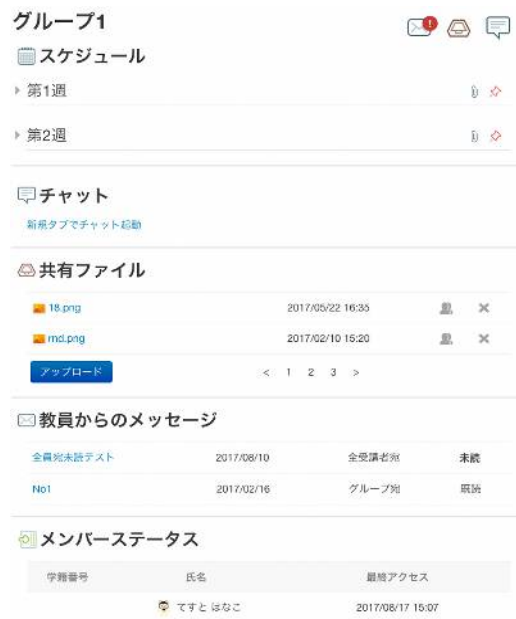 グループ1
スケジュール
第1週
第2週
チャット
新規タブでチャット起動
共有ファイル
18.png 2017/05/22 16:35
rnd.png 2017/02/10 15:20
アップロード < 1 2 3 >
教員からのメッセージ
全員宛未読テスト 2017/08/10 全受講者宛 未読
No1 2017/02/16 グループ宛 既読
メンバーステータス
学籍番号 氏名 最終アクセス
てすと はなこ 2017/08/17 15:07